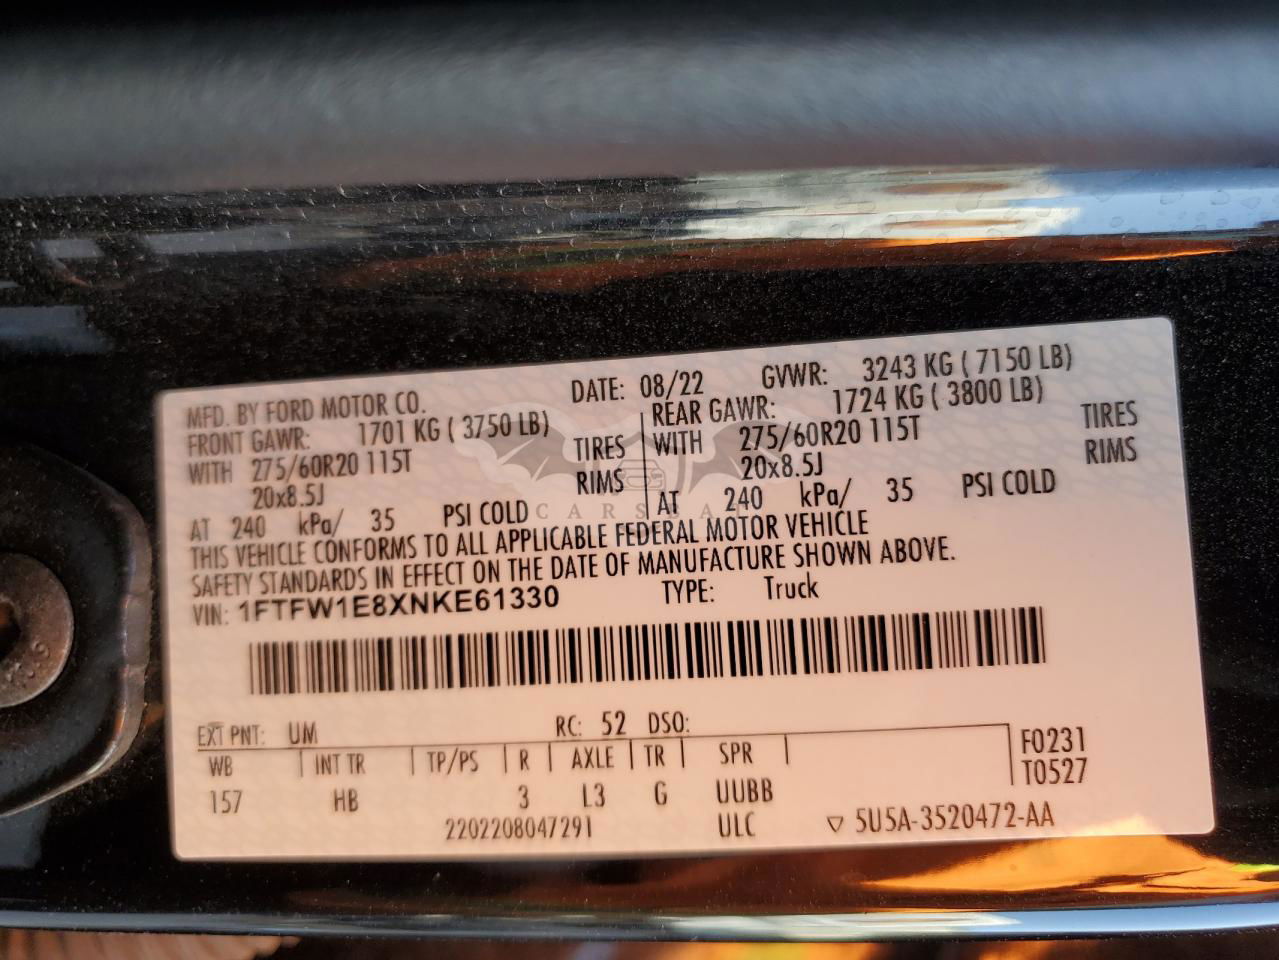 MFD. BY FORD MOTOR CO. DATE: 08/22 GVWR: 3243 KG ( 7150 LB)
FRONT GAWR: 1701 KG ( 3750 LB) REAR GAWR: 1724 KG ( 3800 LB)
WITH 275/60R20 115T TIRES WITH 275/60R20 115T TIRES
20x8.5J RIMS 20x8.5J RIMS
AT 240 kPa/ 35 PSI COLD AT 240 kPa/ 35 PSI COLD
CARSBAT
THIS VEHICLE CONFORMS TO ALL APPLICABLE FEDERAL MOTOR VEHICLE
SAFETY STANDARDS IN EFFECT ON THE DATE OF MANUFACTURE SHOWN ABOVE.
VIN: 1FTFW1E8XNKE61330 TYPE: Truck
EXT PNT: UM RC: 52 DSO:
WB INT TR TP/PS R AXLE TR SPR F0231
157 HB 3 L3 G UUBB T0527
2202208047291 ULC ▽ 5U5A-3520472-AA